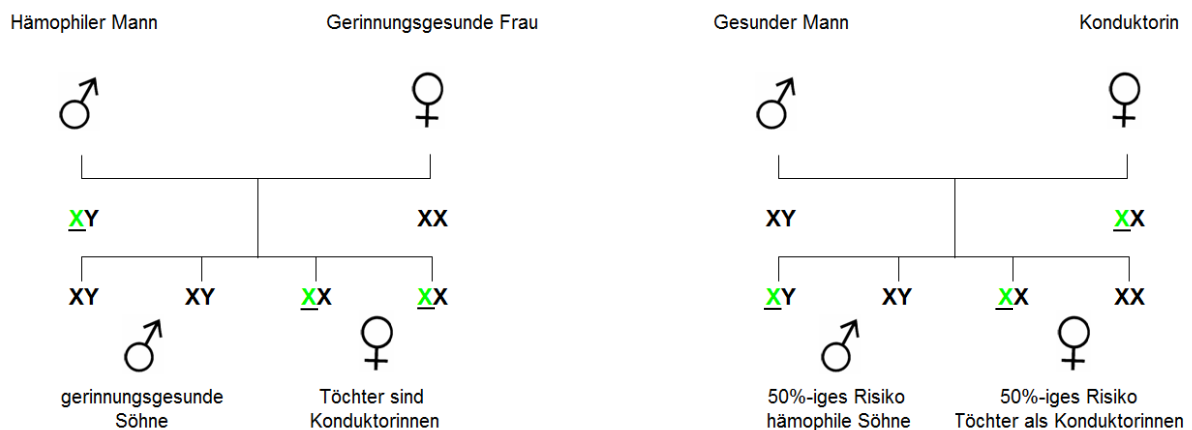 Hämophiler Mann
Gerinnungsgesunde Frau
XY
XX
XY
XY
XX
XX
gerinnungsgesunde
Söhne
Töchter sind
Konduktorinnen
Gesunder Mann
Konduktorin
XY
XX
XY
XY
XX
XX
50%-iges Risiko
hämophile Söhne
50%-iges Risiko
Töchter als Konduktorinnen